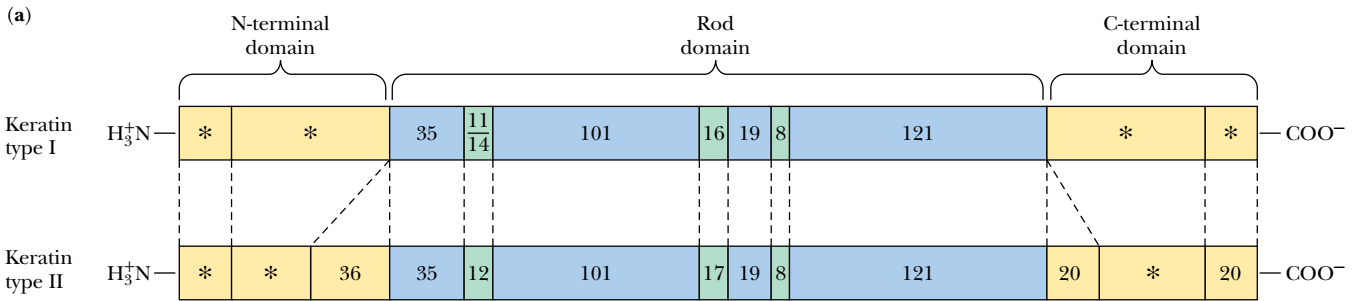 (a)
N-terminal
domain
Rod
domain
C-terminal
domain
Keratin
type I
H₃⁺N—
*
*
35
11
14
101
16
19
8
121
*
*
—COO⁻
Keratin
type II
H₃⁺N—
*
*
36
35
12
101
17
19
8
121
20
*
20
—COO⁻